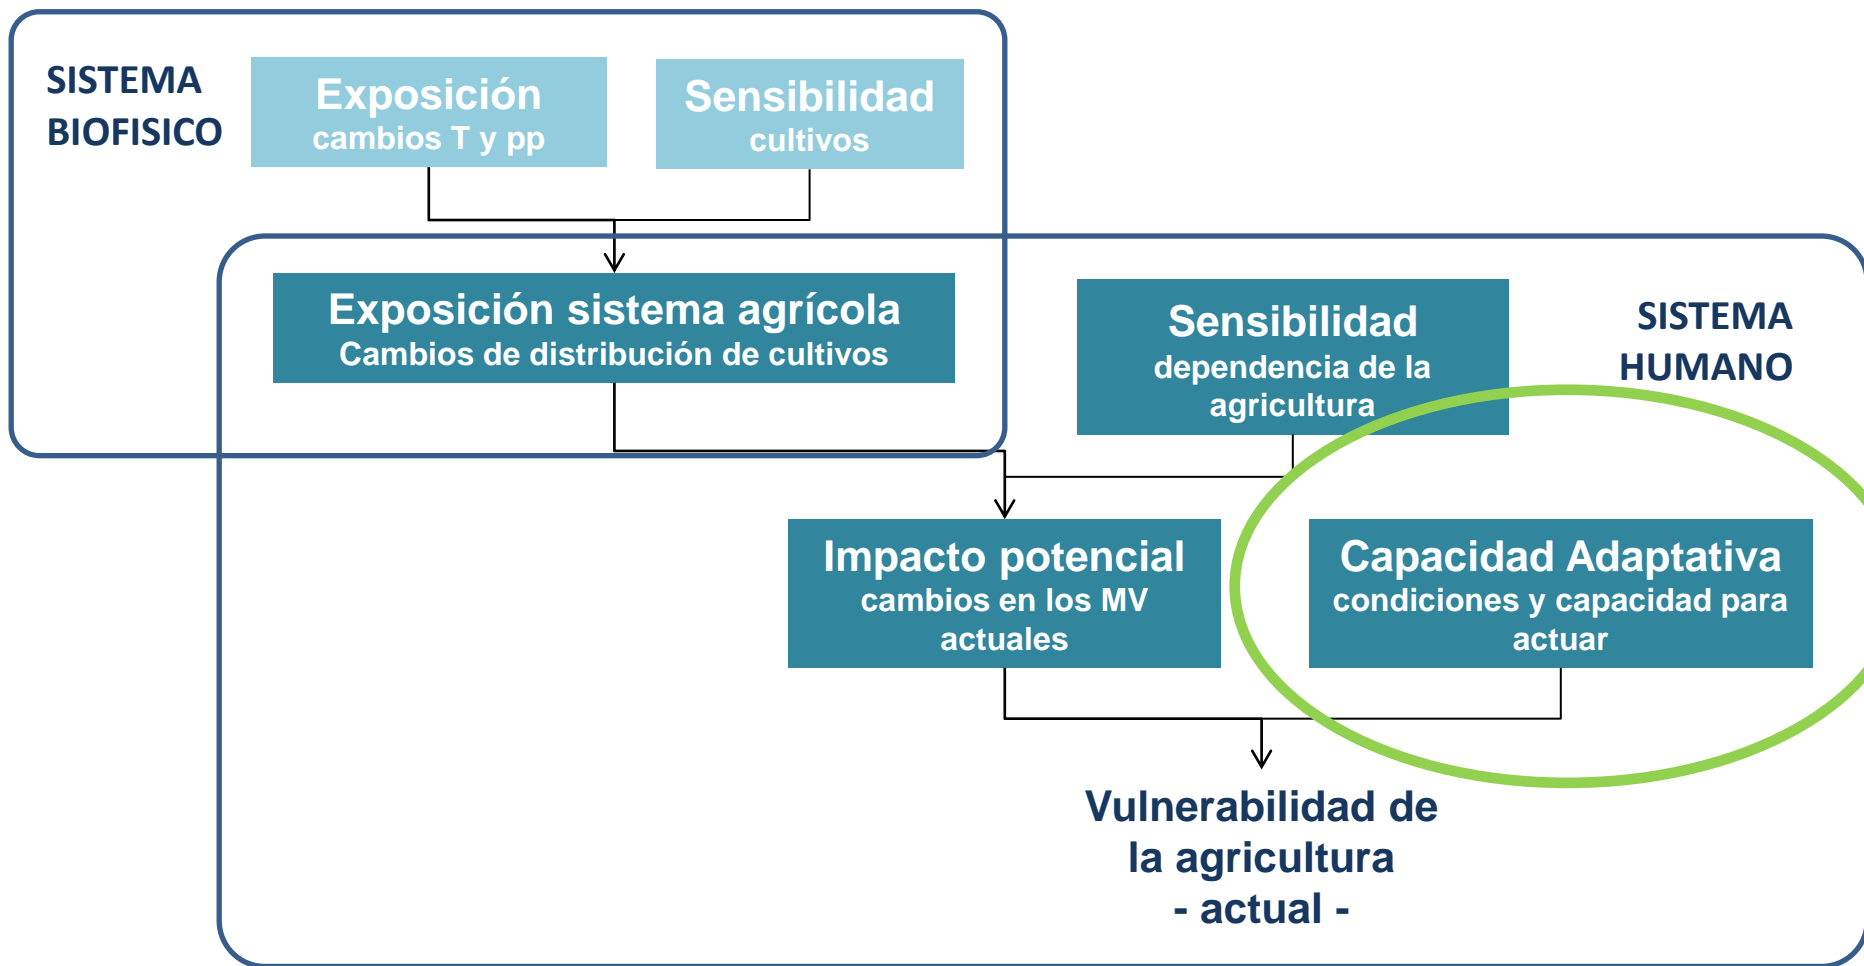 SISTEMA
BIOFISICO
Exposición
cambios T y pp
Sensibilidad
cultivos
Exposición sistema agrícola
Cambios de distribución de cultivos
Sensibilidad
dependencia de la
agricultura
SISTEMA
HUMANO
Impacto potencial
cambios en los MV
actuales
Capacidad Adaptativa
condiciones y capacidad para
actuar
Vulnerabilidad de
la agricultura
- actual -